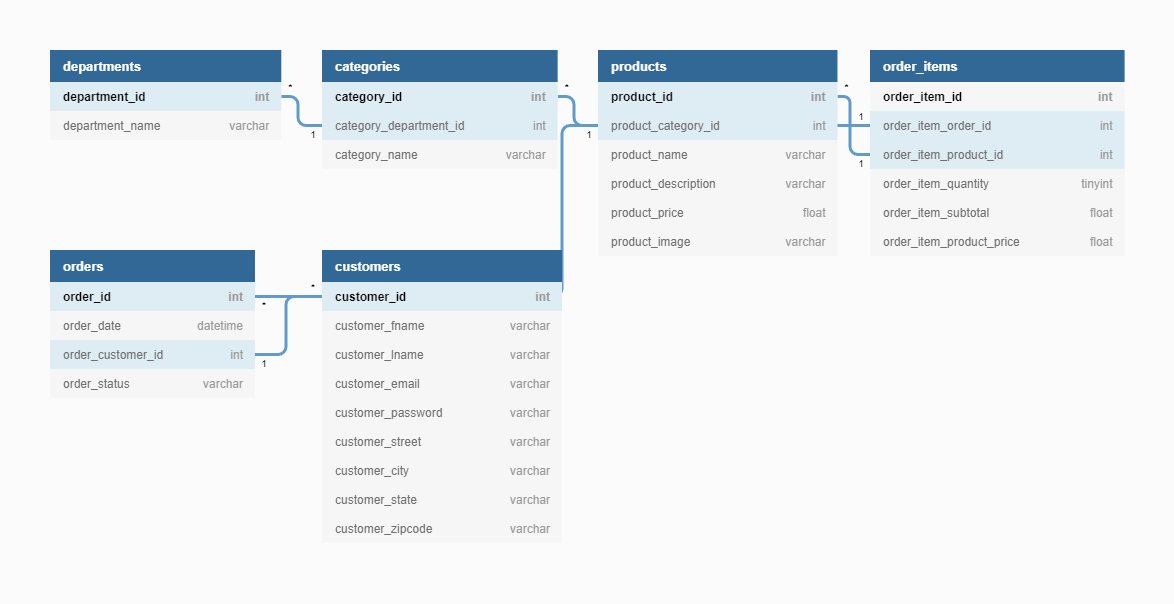 departments
department_id int
department_name varchar
categories
category_id int
category_department_id int
category_name varchar
products
product_id int
product_category_id int
product_name varchar
product_description varchar
product_price float
product_image varchar
order_items
order_item_id int
order_item_order_id int
order_item_product_id int
order_item_quantity tinyint
order_item_subtotal float
order_item_product_price float
* 1
* 1
* 1
1
orders
order_id int
order_date datetime
order_customer_id int
order_status varchar
* *
1
customers
customer_id int
customer_fname varchar
customer_lname varchar
customer_email varchar
customer_password varchar
customer_street varchar
customer_city varchar
customer_state varchar
customer_zipcode varchar